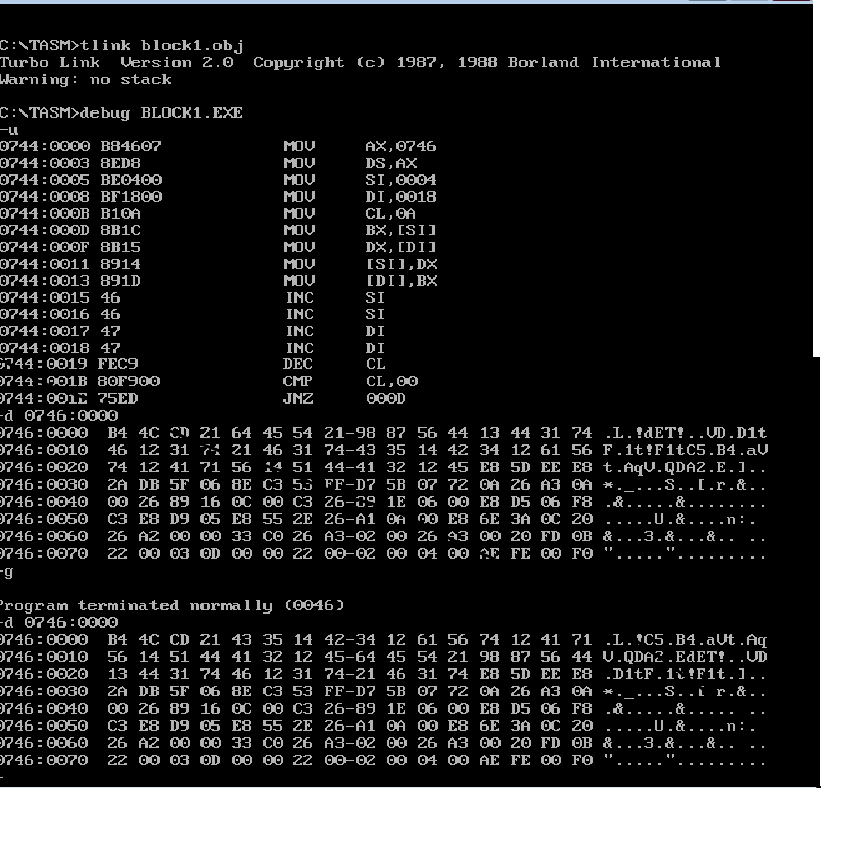 C:\TASM>tlink block1.obj
Turbo Link  Version 2.0  Copyright (c) 1987, 1988 Borland International
Warning: no stack
C:\TASM>debug BLOCK1.EXE
-u
0744:0000 B84607 MOV AX,0746
0744:0003 8ED8 MOV DS,AX
0744:0005 BE0400 MOV SI,0004
0744:0008 BF1800 MOV DI,0018
0744:000B B10A MOV CL,0A
0744:000D 8B1C MOV BX,[SI]
0744:000F 8B15 MOV DX,[DI]
0744:0011 8914 MOV [SI],DX
0744:0013 891D MOV [DI],BX
0744:0015 46 INC SI
0744:0016 46 INC SI
0744:0017 47 INC DI
0744:0018 47 INC DI
0744:0019 FEC9 DEC CL
0744:001B 80F900 CMP CL,00
0744:001E 75ED JNZ 000D
-d 0746:0000
0746:0000  B4 4C CD 21 64 45 54 21-98 87 56 44 13 44 31 74 .L.!dET!..VD.D1t
0746:0010  46 12 31 74 21 46 31 74-43 35 14 42 34 12 61 56 F.1t!F1tC5.B4.aV
0746:0020  74 12 41 71 56 14 51 44-41 32 12 45 E8 5D EE E8 t.AqV.QDA2.E.]..
0746:0030  2A DB 5F 06 8E C3 53 FF-D7 5B 07 72 0A 26 A3 0A *._...S..[.r.&..
0746:0040  00 26 89 16 0C 00 C3 26-89 1E 06 00 E8 D5 06 F8 .&.....&........
0746:0050  C3 E8 D9 05 E8 55 2E 26-A1 0A 00 E8 6E 3A 0C 20 .....U.&....n:.
0746:0060  26 A2 00 00 33 C0 26 A3-02 00 26 A3 00 20 FD 0B &...3.&...&.. ..
0746:0070  22 00 03 0D 00 00 22 00-02 00 04 00 AE FE 00 F0 ".....".........
-g
Program terminated normally (0046)
-d 0746:0000
0746:0000  B4 4C CD 21 43 35 14 42-34 12 61 56 74 12 41 71 .L.!C5.B4.aVt.Aq
0746:0010  56 14 51 44 41 32 12 45-64 45 54 21 98 87 56 44 V.QDA2.EdET!..VD
0746:0020  13 44 31 74 46 12 31 74-21 46 31 74 E8 5D EE E8 .D1tF.1t!F1t.]..
0746:0030  2A DB 5F 06 8E C3 53 FF-D7 5B 07 72 0A 26 A3 0A *._...S..[.r.&..
0746:0040  00 26 89 16 0C 00 C3 26-89 1E 06 00 E8 D5 06 F8 .&.....&........
0746:0050  C3 E8 D9 05 E8 55 2E 26-A1 0A 00 E8 6E 3A 0C 20 .....U.&....n:.
0746:0060  26 A2 00 00 33 C0 26 A3-02 00 26 A3 00 20 FD 0B &...3.&...&.. ..
0746:0070  22 00 03 0D 00 00 22 00-02 00 04 00 AE FE 00 F0 ".....".........
-